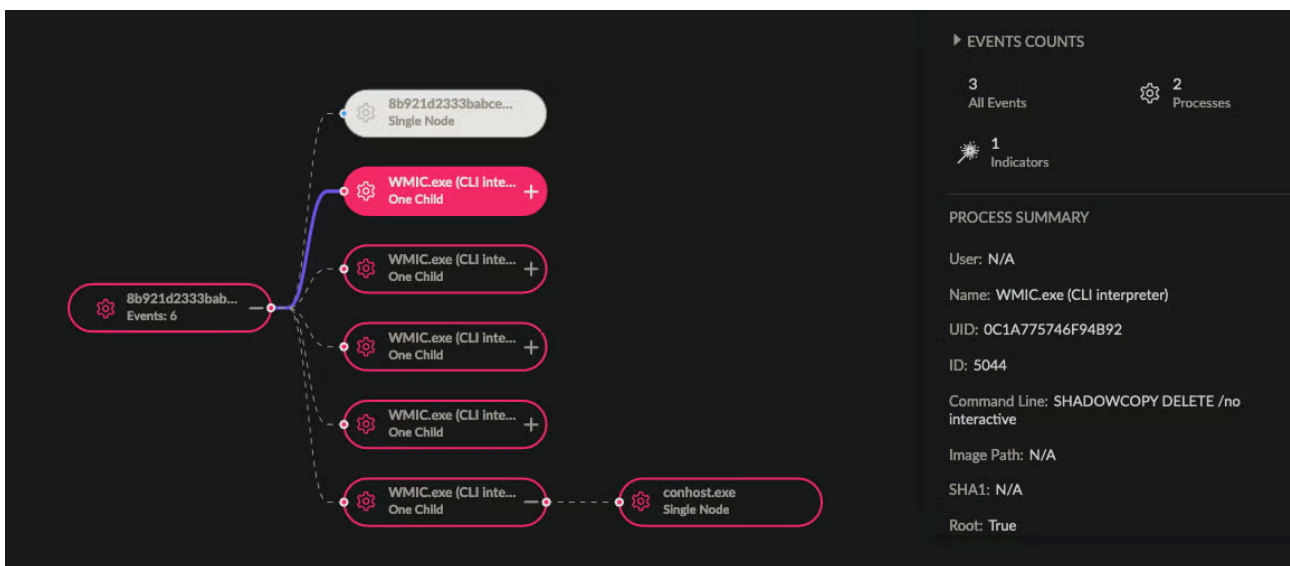 8b921d2333bab...
Events: 6
8b921d2333babce...
Single Node
WMIC.exe (CLI inte...
One Child
WMIC.exe (CLI inte...
One Child
WMIC.exe (CLI inte...
One Child
WMIC.exe (CLI inte...
One Child
WMIC.exe (CLI inte...
One Child
conhost.exe
Single Node
EVENTS COUNTS
3
All Events
2
Processes
1
Indicators
PROCESS SUMMARY
User: N/A
Name: WMIC.exe (CLI interpreter)
UID: 0C1A775746F94B92
ID: 5044
Command Line: SHADOWCOPY DELETE /no
interactive
Image Path: N/A
SHA1: N/A
Root: True